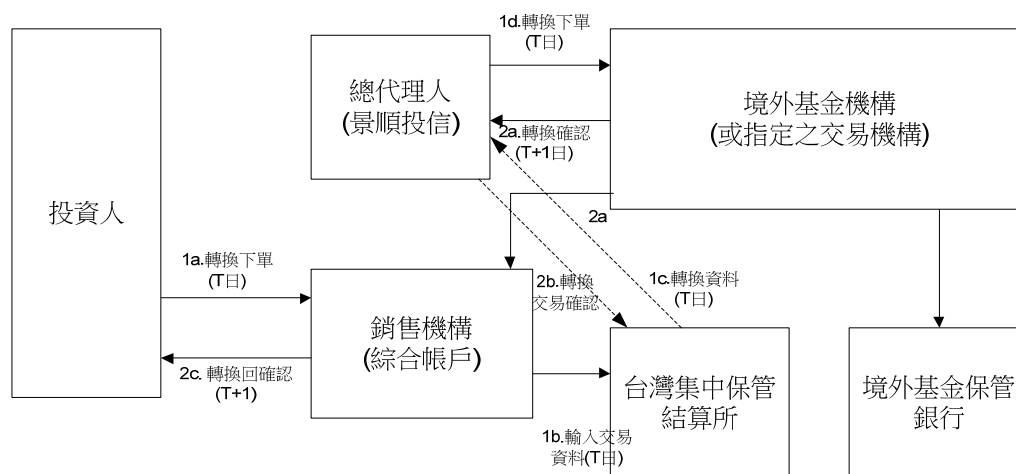 1d.轉換下單
(T日)
總代理人
(景順投信)
境外基金機構
(或指定之交易機構)
2a.轉換確認
(T+1日)
投資人
2a
1a.轉換下單
(T日)
2b.轉換
交易確認
1c.轉換資料
(T日)
銷售機構
(綜合帳戶)
2c. 轉換回確認
(T+1)
台灣集中保管
結算所
境外基金保管
銀行
1b.輸入交易
資料(T日)